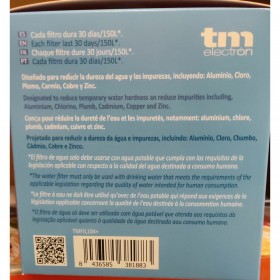 ES Cada filtro dura 30 días/150L*.
EN Each filter last 30 days/150L*.
FR Chaque filtre dure 30 jours/150L*.
PT Cada filtro dura 30 dias/150L*.
tm
electron
Diseñado para reducir la dureza del agua y las impurezas, incluyendo: Aluminio, Cloro,
Plomo, Carmio, Cobre y Zinc.
Designated to reduce temporary water hardness on reduce impurities including,
Aluminium, Chlorine, Plumb, Cadmium, Copper and Zinc.
Conçu pour réduire la dureté de l'eau et les impuretés, notamment: aluminium, chlore,
plomb, cadmium, cuivre et zinc.
Projetado para reduzir a dureza da água e impurezas, incluindo: Aluminio, Cloro, Chumbo,
Cádmio, Cobre e Zinco.
*El filtro de agua solo debe usarse con agua potable que cumpla con los requisitos de la
legislación aplicable con respecto a la calidad del agua destinada a consumo humano.
*The water filter must only be used with drinking water that meets the requirements of the
applicable legislation regarding the quality of water intended for human consumption.
*Le filtre à eau ne doit être utilisé qu'avec de l'eau potable qui répond aux exigences de la
législation applicable en matière de qualité de l'eau destinée à la consommation humaine.
*O filtro de água só deve ser utilizado com água potável que atenda aos requisitos da
legislação aplicável quanto à qualidade da água destinada ao consumo humano.
TMFIL004
8 436585 381883